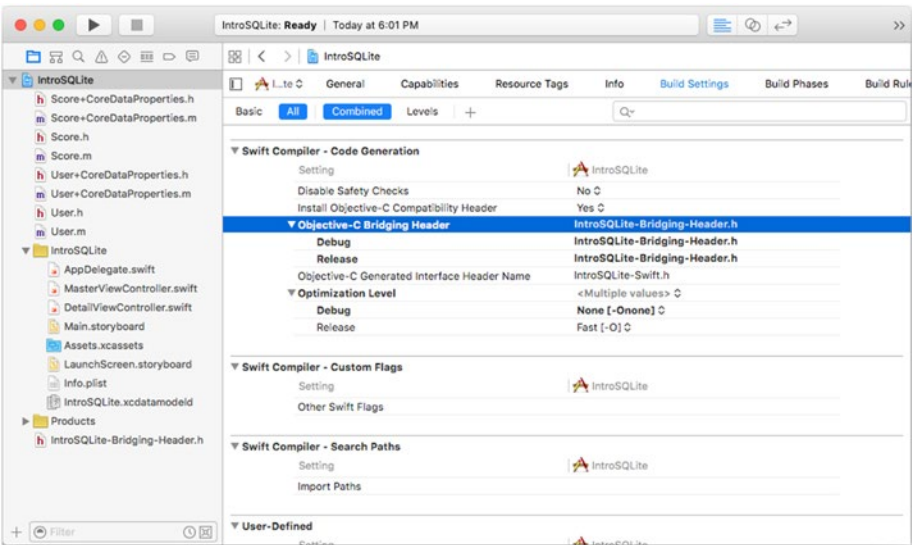 IntroSQLite: Ready | Today at 6:01 PM
IntroSQLite
I...te General Capabilities Resource Tags Info Build Settings Build Phases Build Rule
Basic All Combined Levels +
IntroSQLite
Score+CoreDataProperties.h
Score+CoreDataProperties.m
Score.h
Score.m
User+CoreDataProperties.h
User+CoreDataProperties.m
User.h
User.m
IntroSQLite
AppDelegate.swift
MasterViewController.swift
DetailViewController.swift
Main.storyboard
Assets.xcassets
LaunchScreen.storyboard
Info.plist
IntroSQLite.xcdatamodeld
Products
IntroSQLite-Bridging-Header.h
Filter
Swift Compiler - Code Generation
Setting IntroSQLite
Disable Safety Checks No
Install Objective-C Compatibility Header Yes
Objective-C Bridging Header IntroSQLite-Bridging-Header.h
Debug IntroSQLite-Bridging-Header.h
Release IntroSQLite-Bridging-Header.h
Objective-C Generated Interface Header Name IntroSQLite-Swift.h
Optimization Level <Multiple values>
Debug None [-Onone]
Release Fast [-O]
Swift Compiler - Custom Flags
Setting IntroSQLite
Other Swift Flags
Swift Compiler - Search Paths
Setting IntroSQLite
Import Paths
User-Defined
Setting IntroSQLite